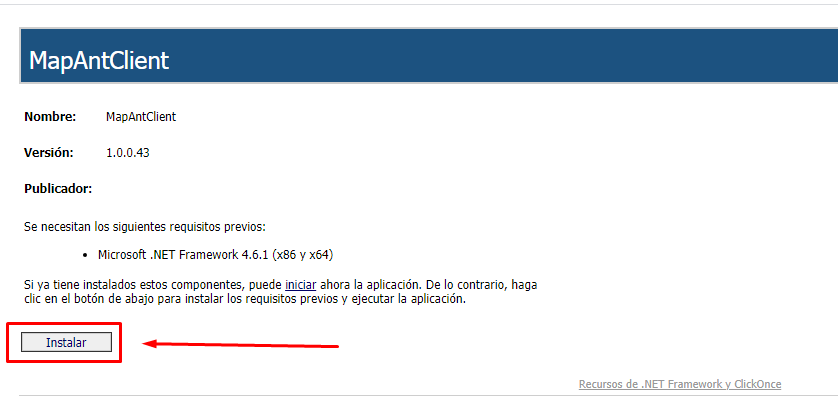 MapAntClient
Nombre: MapAntClient
Versión: 1.0.0.43
Publicador:
Se necesitan los siguientes requisitos previos:
• Microsoft .NET Framework 4.6.1 (x86 y x64)
Si ya tiene instalados estos componentes, puede iniciar ahora la aplicación. De lo contrario, haga
clic en el botón de abajo para instalar los requisitos previos y ejecutar la aplicación.
Instalar
Recursos de .NET Framework y ClickOnce